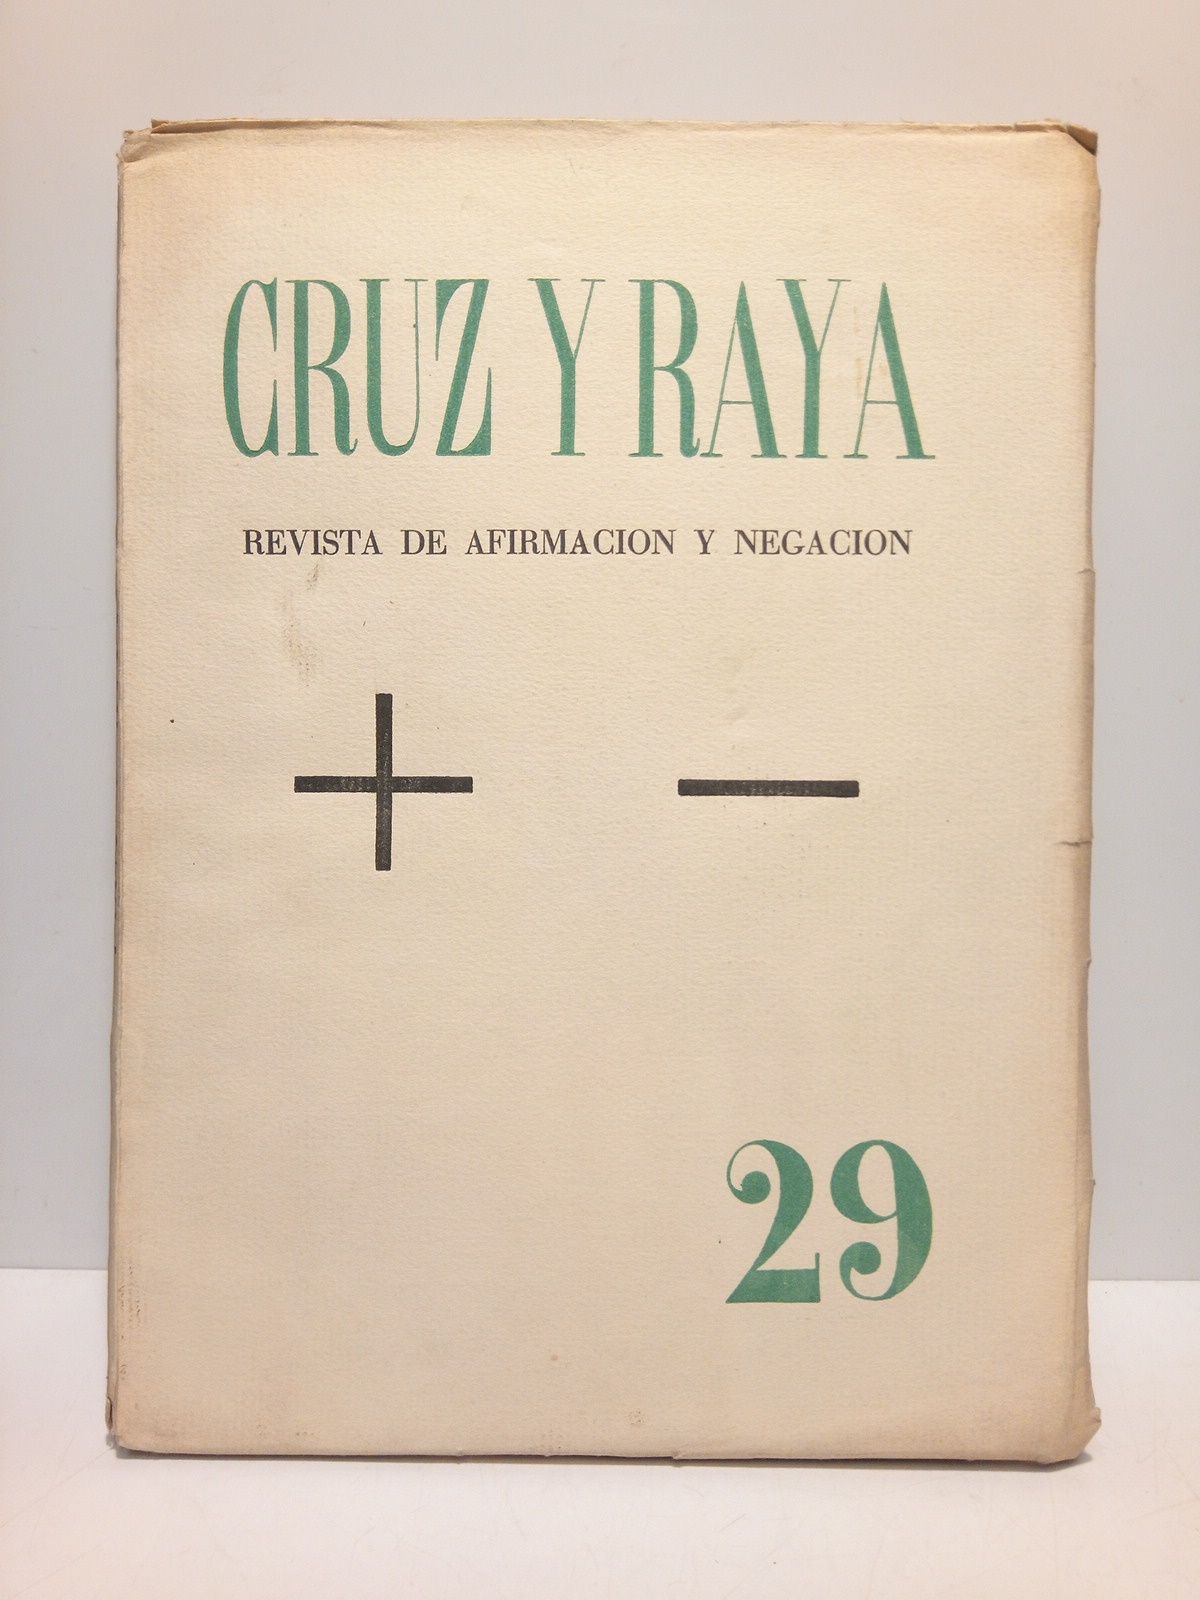 CRUZ Y RAYA
REVISTA DE AFIRMACION Y NEGACION
+ −
29